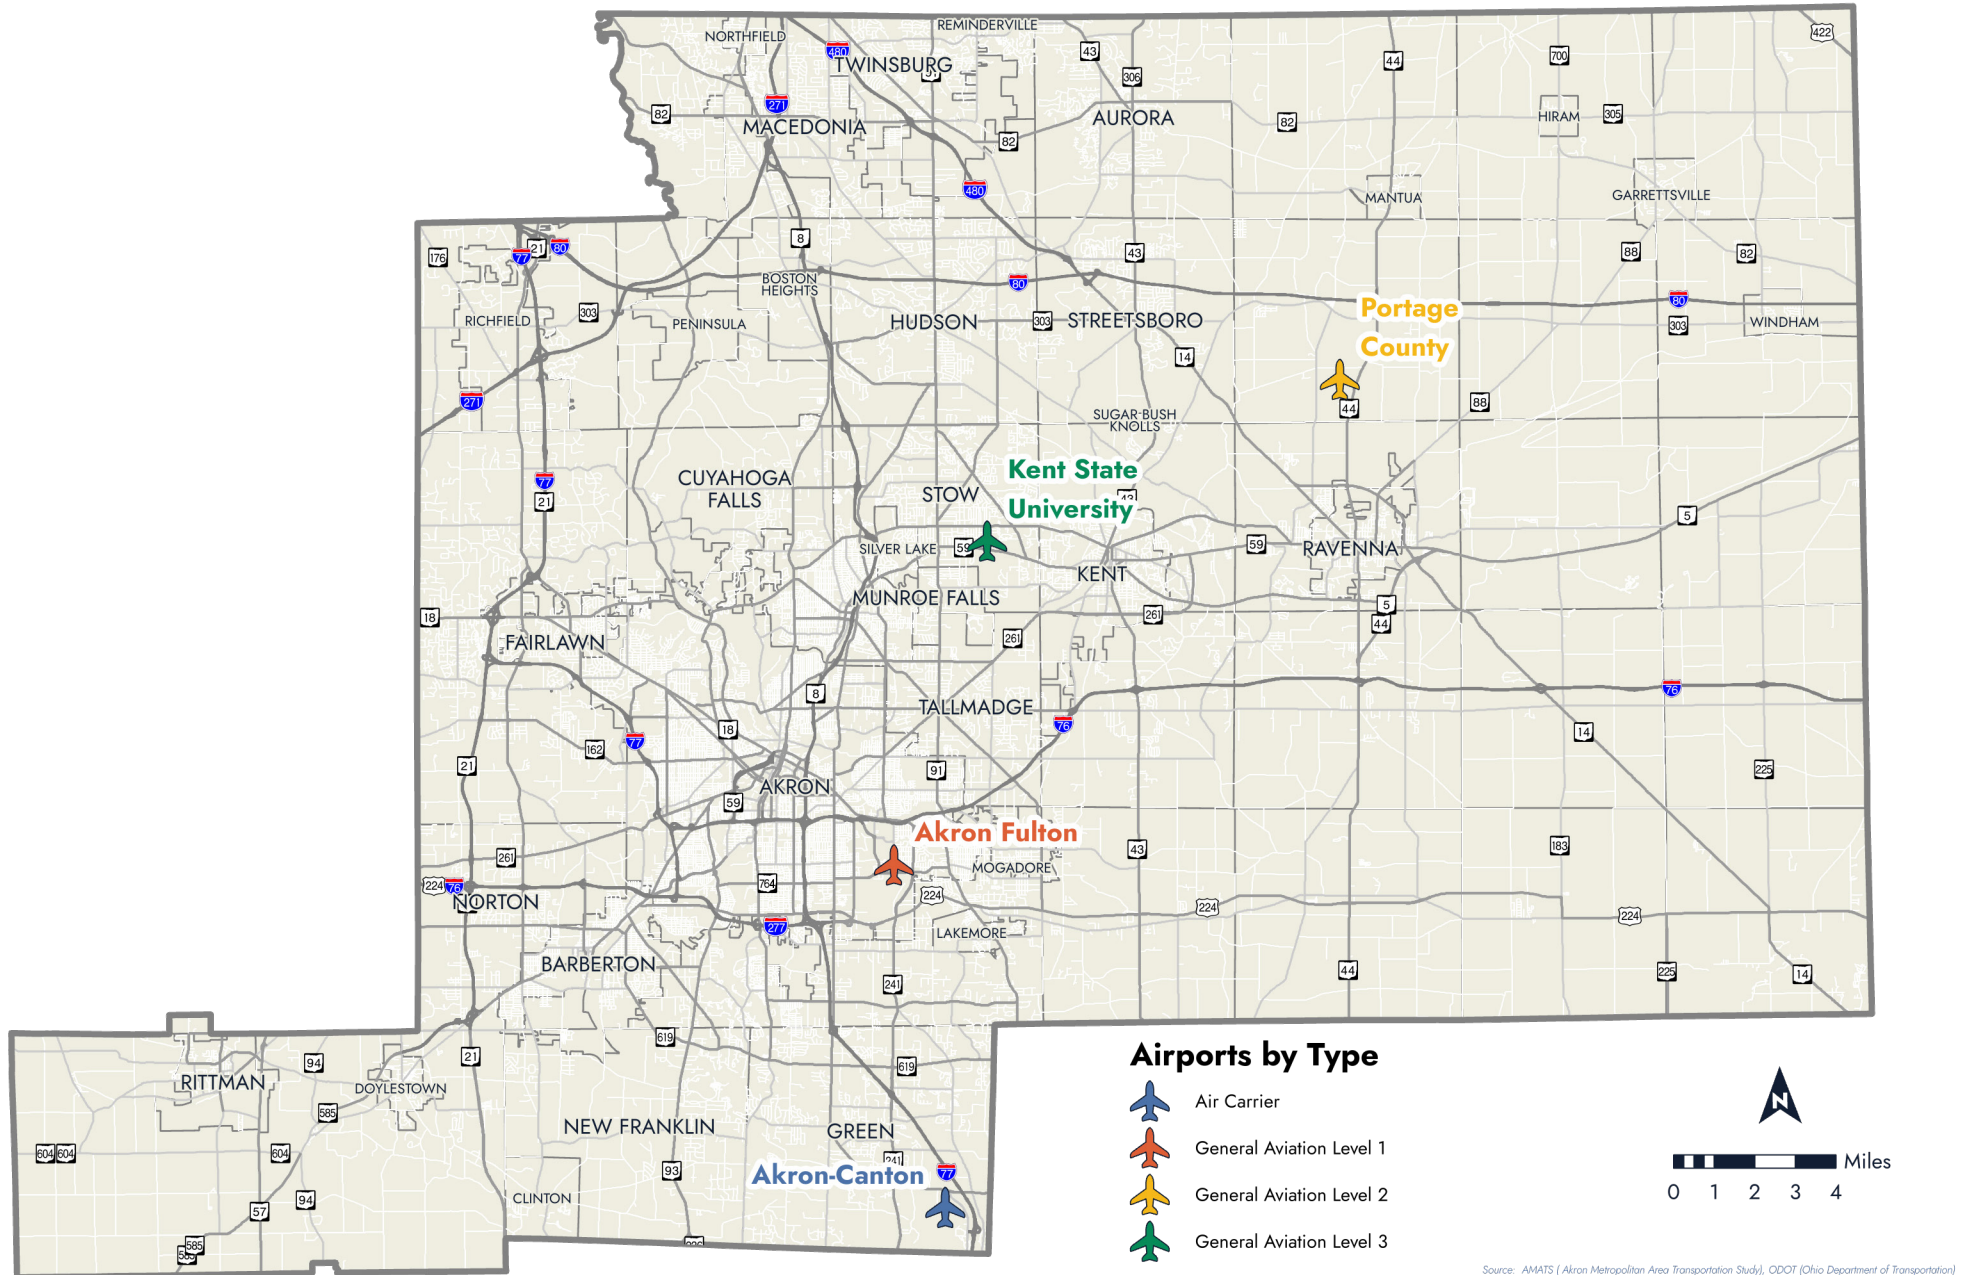 REMINDERVILLE
NORTHFIELD
422
480
43
44
700
TWINSBURG
91
306
271
82
MACEDONIA
AURORA
82
HIRAM
305
82
480
MANTUA
GARRETTSVILLE
8
21
80
77
176
43
88
82
BOSTON
HEIGHTS
80
Portage
80
303
RICHFIELD
PENINSULA
HUDSON
303
STREETSBORO
303
WINDHAM
County
14
271
44
88
SUGAR BUSH
KNOLLS
Kent State
CUYAHOGA
FALLS
77
21
STOW
43
University
5
SILVER LAKE
59
59
RAVENNA
KENT
MUNROE FALLS
5
18
261
44
FAIRLAWN
261
8
76
TALLMADGE
76
18
14
77
162
21
91
225
AKRON
59
Akron Fulton
43
183
261
MOGADORE
764
224
76
NORTON
224
224
224
277
LAKEMORE
BARBERTON
44
225
14
241
619
21
94
619
Airports by Type
RITTMAN
DOYLESTOWN
585
Air Carrier
N
NEW FRANKLIN
GREEN
General Aviation Level 1
604
604
604
241
Miles
93
77
Akron-Canton
0 1 2 3 4
General Aviation Level 2
CLINTON
94
57
General Aviation Level 3
585
585
Source: AMATS ( Akron Metropolitan Area Transportation Study), ODOT (Ohio Department of Transportation)